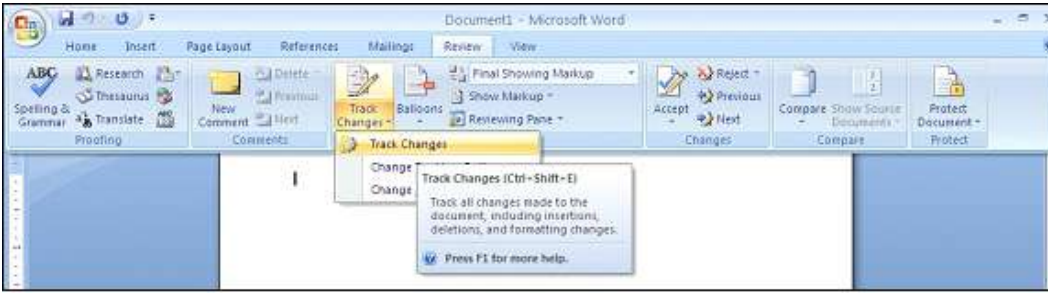 Document1 - Microsoft Word
Home Insert Page Layout References Mailings Review View
ABC
Spelling & Grammar
Research
Thesaurus
Translate
Proofing
New Comment
Delete
Previous
Next
Comments
Track Changes
Balloons
Final Showing Markup
Show Markup
Reviewing Pane
Accept
Reject
Previous
Next
Changes
Compare
Show Source Documents
Compare
Protect Document
Protect
Track Changes
Change
Change
Track Changes (Ctrl+Shift+E)
Track all changes made to the
document, including insertions,
deletions, and formatting changes.
Press F1 for more help.